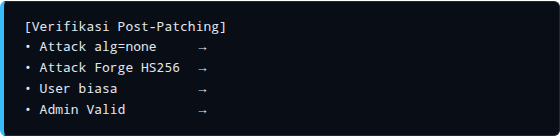 [Verifikasi Post-Patching]
• Attack alg=none →
• Attack Forge HS256 →
• User biasa →
• Admin Valid →